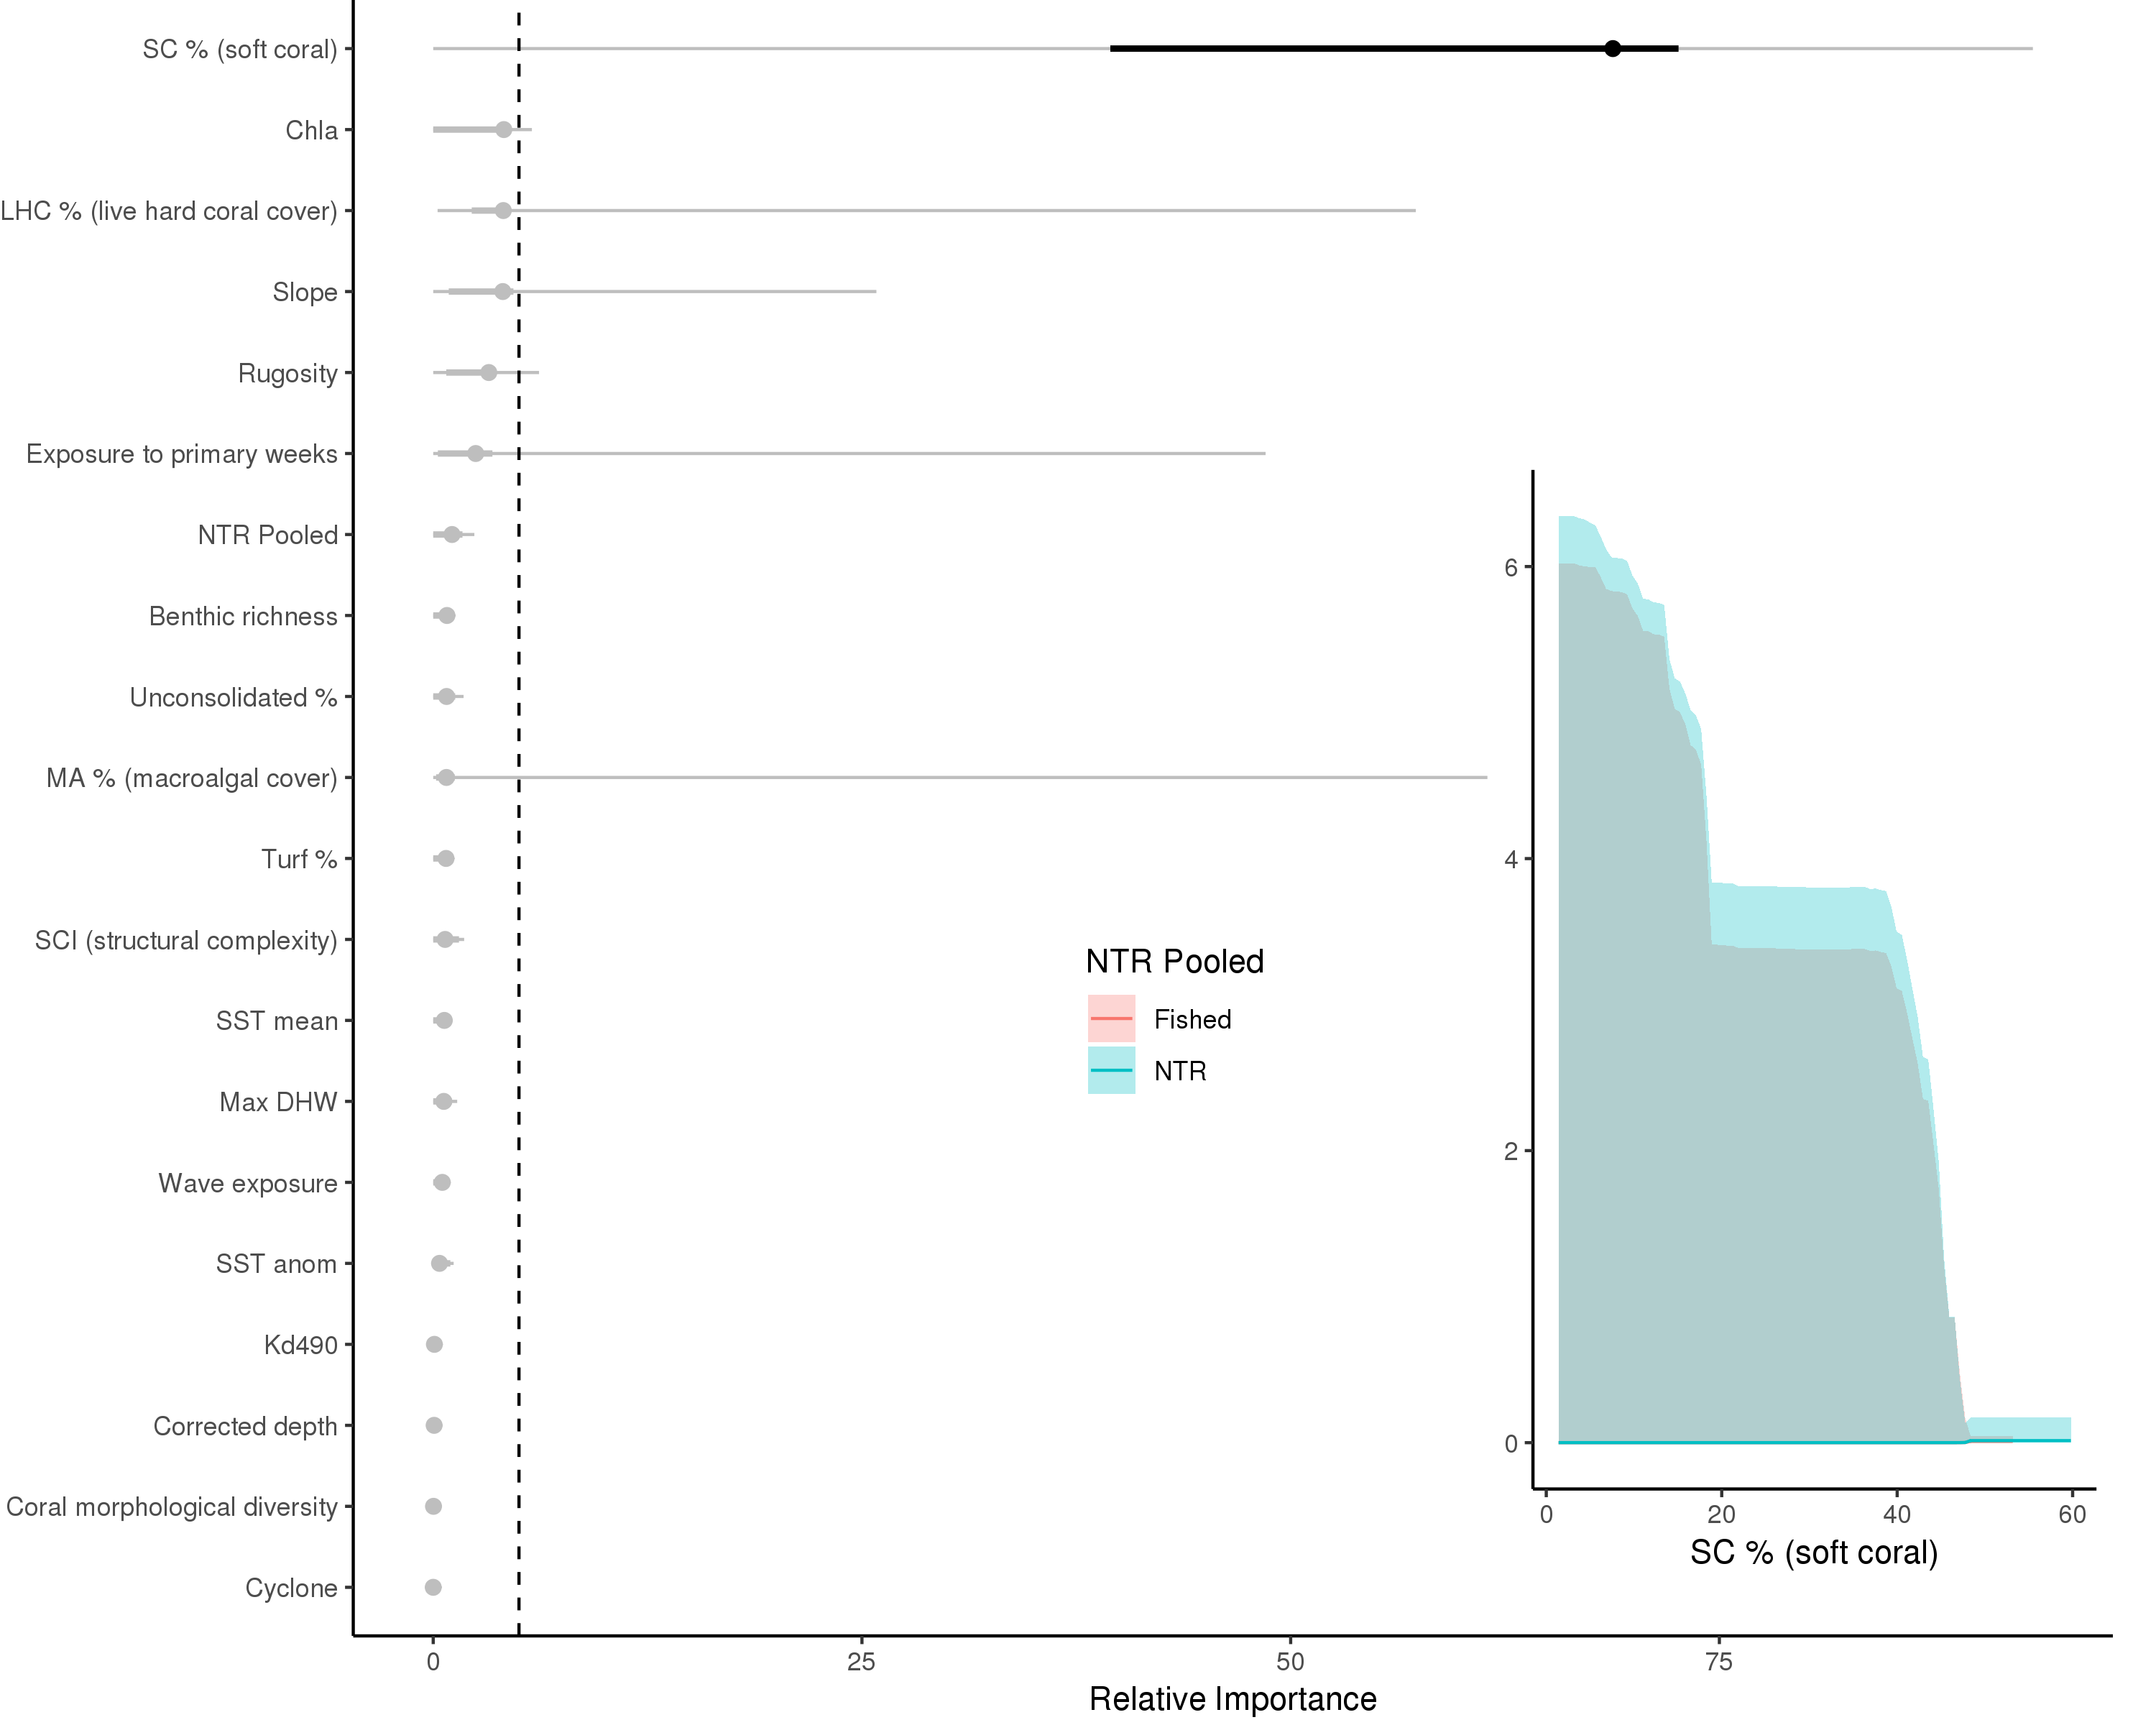 SC % (soft coral)
Chla
LHC % (live hard coral cover)
Slope
Rugosity
Exposure to primary weeks
NTR Pooled
Benthic richness
Unconsolidated %
MA % (macroalgal cover)
Turf %
SCI (structural complexity)
SST mean
Max DHW
Wave exposure
SST anom
Kd490
Corrected depth
Coral morphological diversity
Cyclone
0 25 50 75
Relative Importance
NTR Pooled
Fished
NTR
6
4
2
0
0 20 40 60
SC % (soft coral)